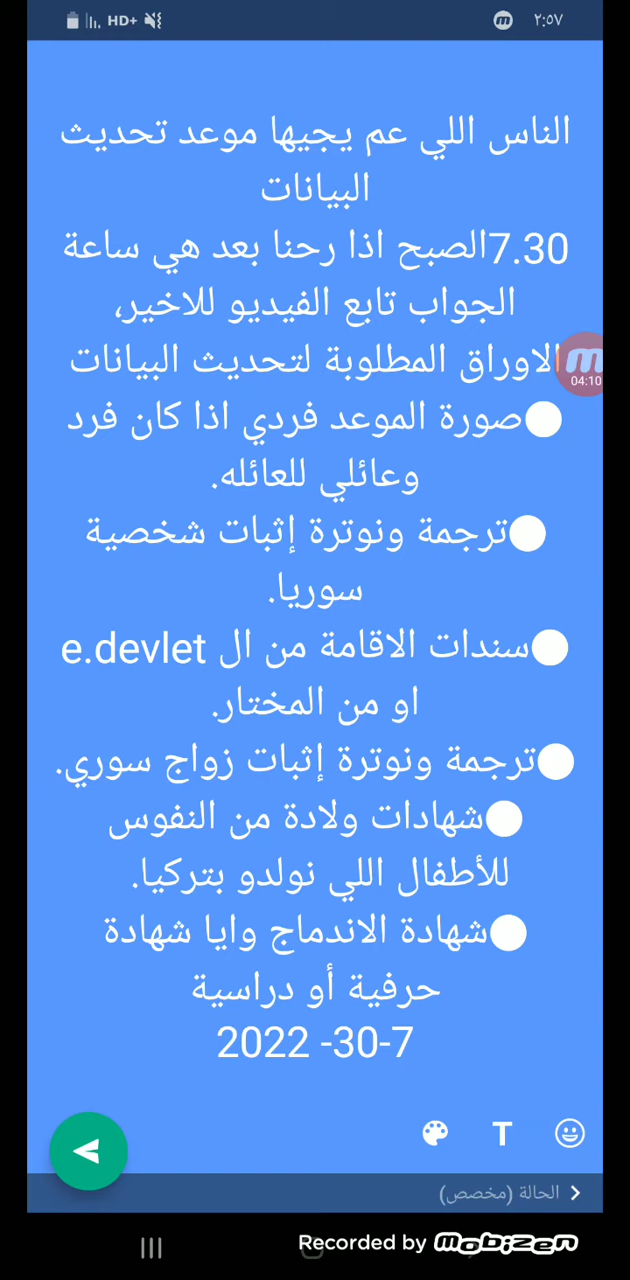 HD+
٢:٥٧
الناس اللي عم يجيها موعد تحديث
البيانات
7.30الصبح اذا رحنا بعد هي ساعة
الجواب تابع الفيديو للاخير،
الاوراق المطلوبة لتحديث البيانات
04:10
⚪صورة الموعد فردي اذا كان فرد
وعائلي للعائله.
⚪ترجمة ونوترة إثبات شخصية
سوريا.
⚪سندات الاقامة من ال e.devlet
او من المختار.
⚪ترجمة ونوترة إثبات زواج سوري.
⚪شهادات ولادة من النفوس
للأطفال اللي نولدو بتركيا.
⚪شهادة الاندماج وايا شهادة
حرفية أو دراسية
2022 -30-7
T
الحالة (مخصص)
Recorded by mobizen